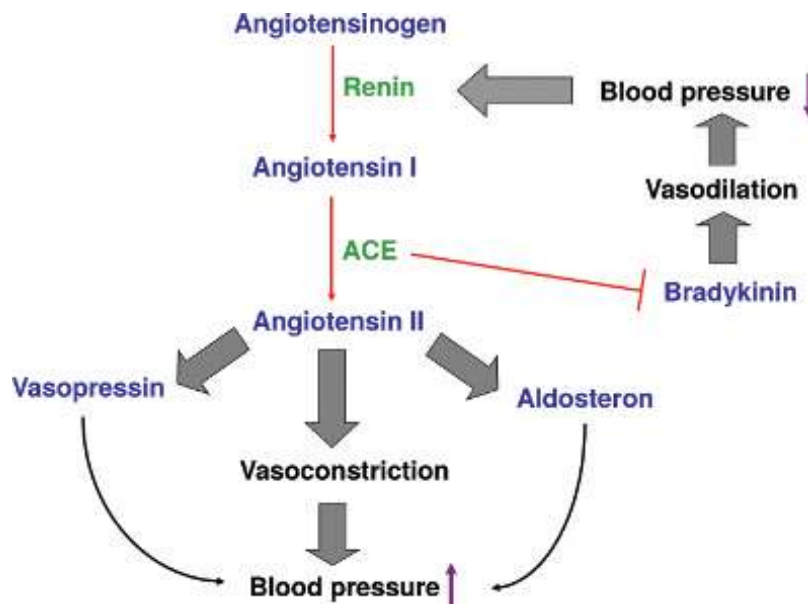 Angiotensinogen
Renin
Blood pressure
Angiotensin I
Vasodilation
ACE
Bradykinin
Angiotensin II
Vasopressin
Aldosteron
Vasoconstriction
Blood pressure